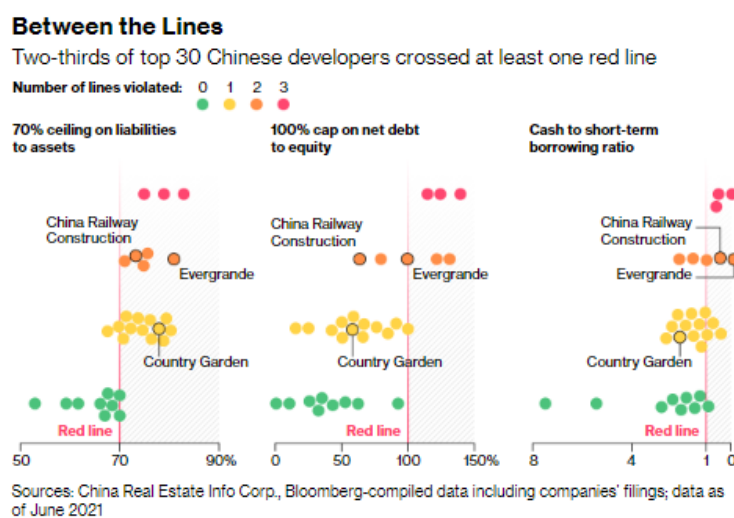 Between the Lines
Two-thirds of top 30 Chinese developers crossed at least one red line
Number of lines violated: 0 1 2 3
70% ceiling on liabilities
to assets
100% cap on net debt
to equity
Cash to short-term
borrowing ratio
China Railway
Construction
Evergrande
Country Garden
Red line
50 70 90%
China Railway
Construction
Evergrande
Country Garden
Red line
0 50 100 150%
China Railway
Construction
Evergrande
Country Garden
Red line
8 4 1 0
Sources: China Real Estate Info Corp., Bloomberg-compiled data including companies' filings; data as
of June 2021